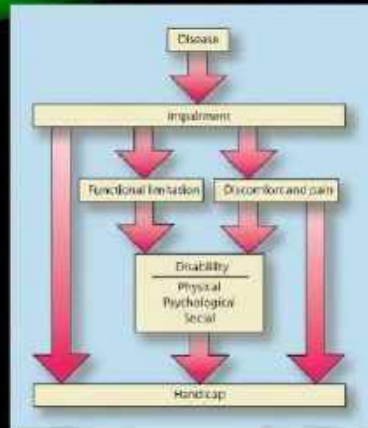 Disease
Impairment
Functional limitation
Discomfort and pain
Disability
Physical
Psychological
Social
Handicap